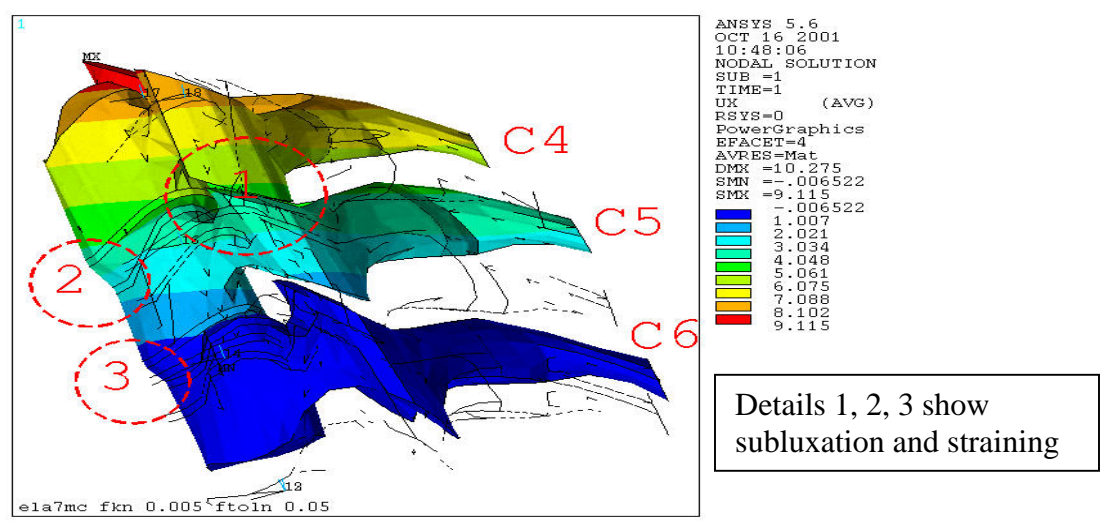 1
ANSYS 5.6
OCT 16 2001
10:48:06
NODAL SOLUTION
SUB =1
TIME=1
UX (AVG)
RSYS=0
PowerGraphics
EFACET=4
AVRES=Mat
DMX =10.275
SMN =-.006522
SMX =9.115
-.006522
1.007
2.021
3.034
4.048
5.061
6.075
7.088
8.102
9.115
MX
17 18
C4
1
C5
2
C6
3
14
MN
12
ela7mc fkn 0.005 ftoln 0.05
Details 1, 2, 3 show
subluxation and straining